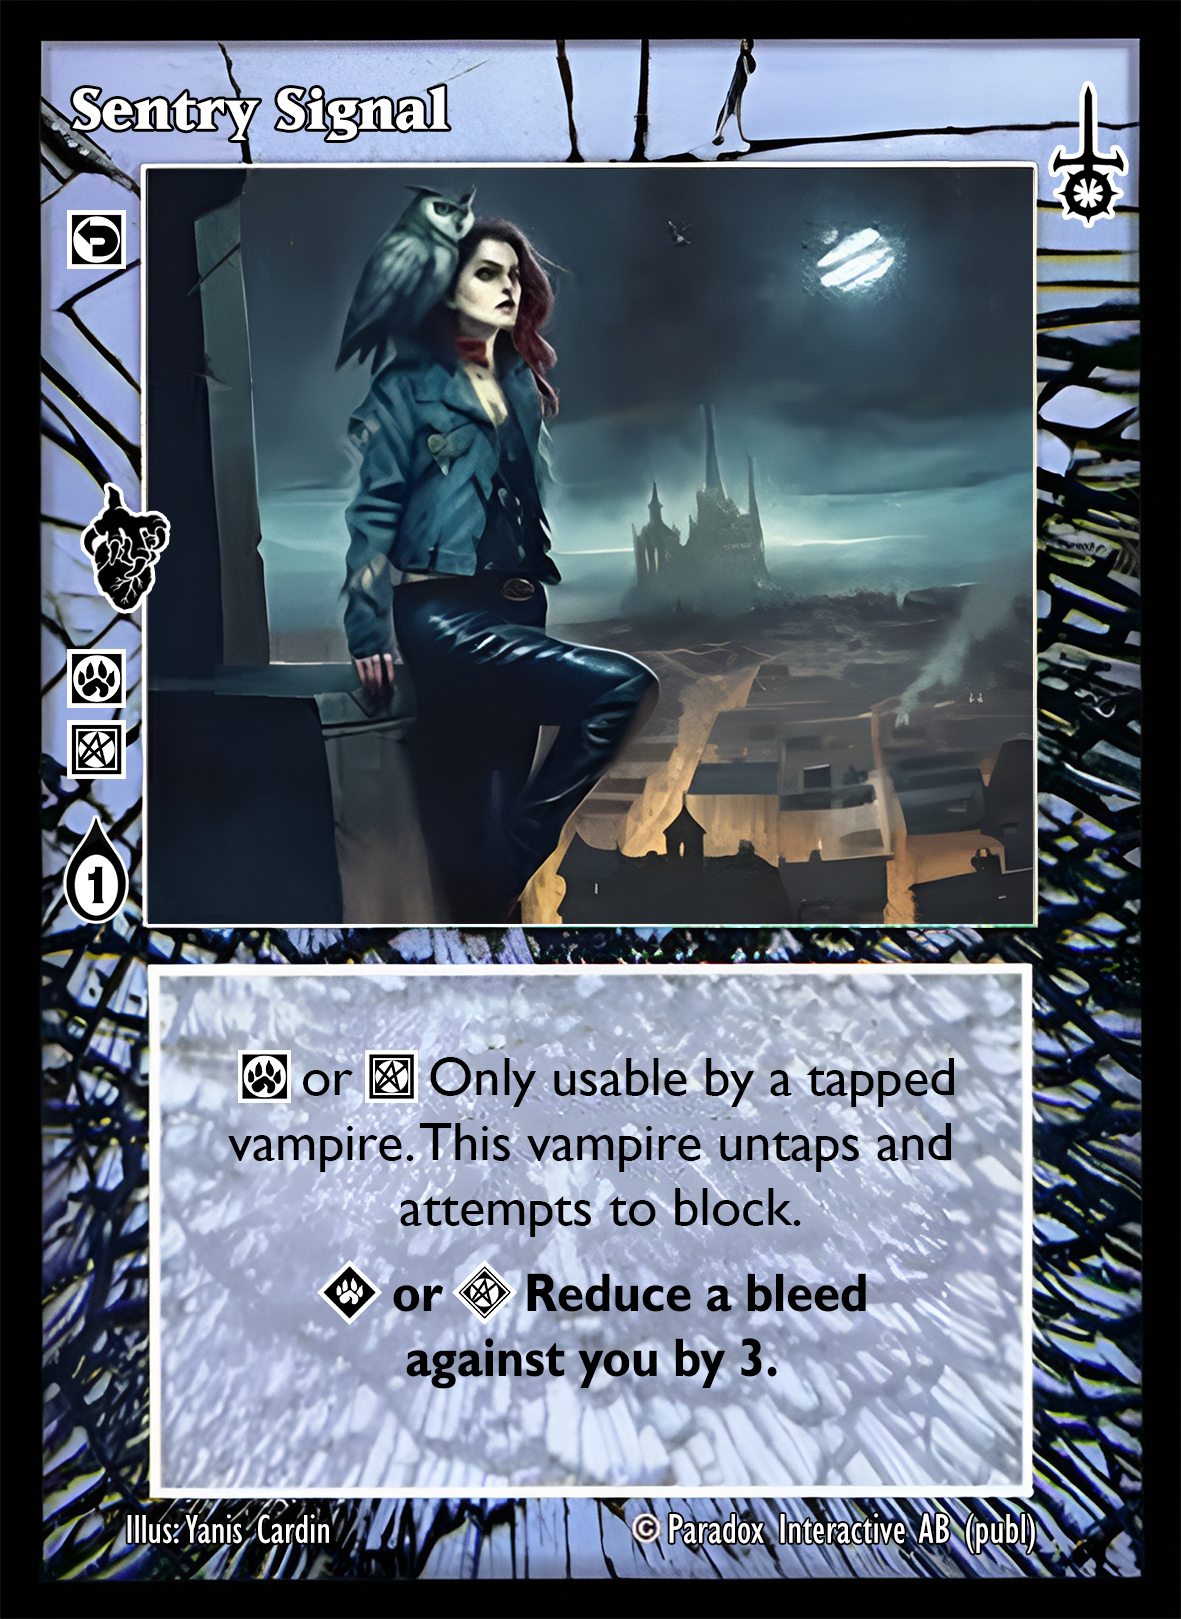 Sentry Signal
1
or Only usable by a tapped
vampire. This vampire untaps and
attempts to block.
or Reduce a bleed
against you by 3.
Illus: Yanis Cardin
© Paradox Interactive AB (publ)